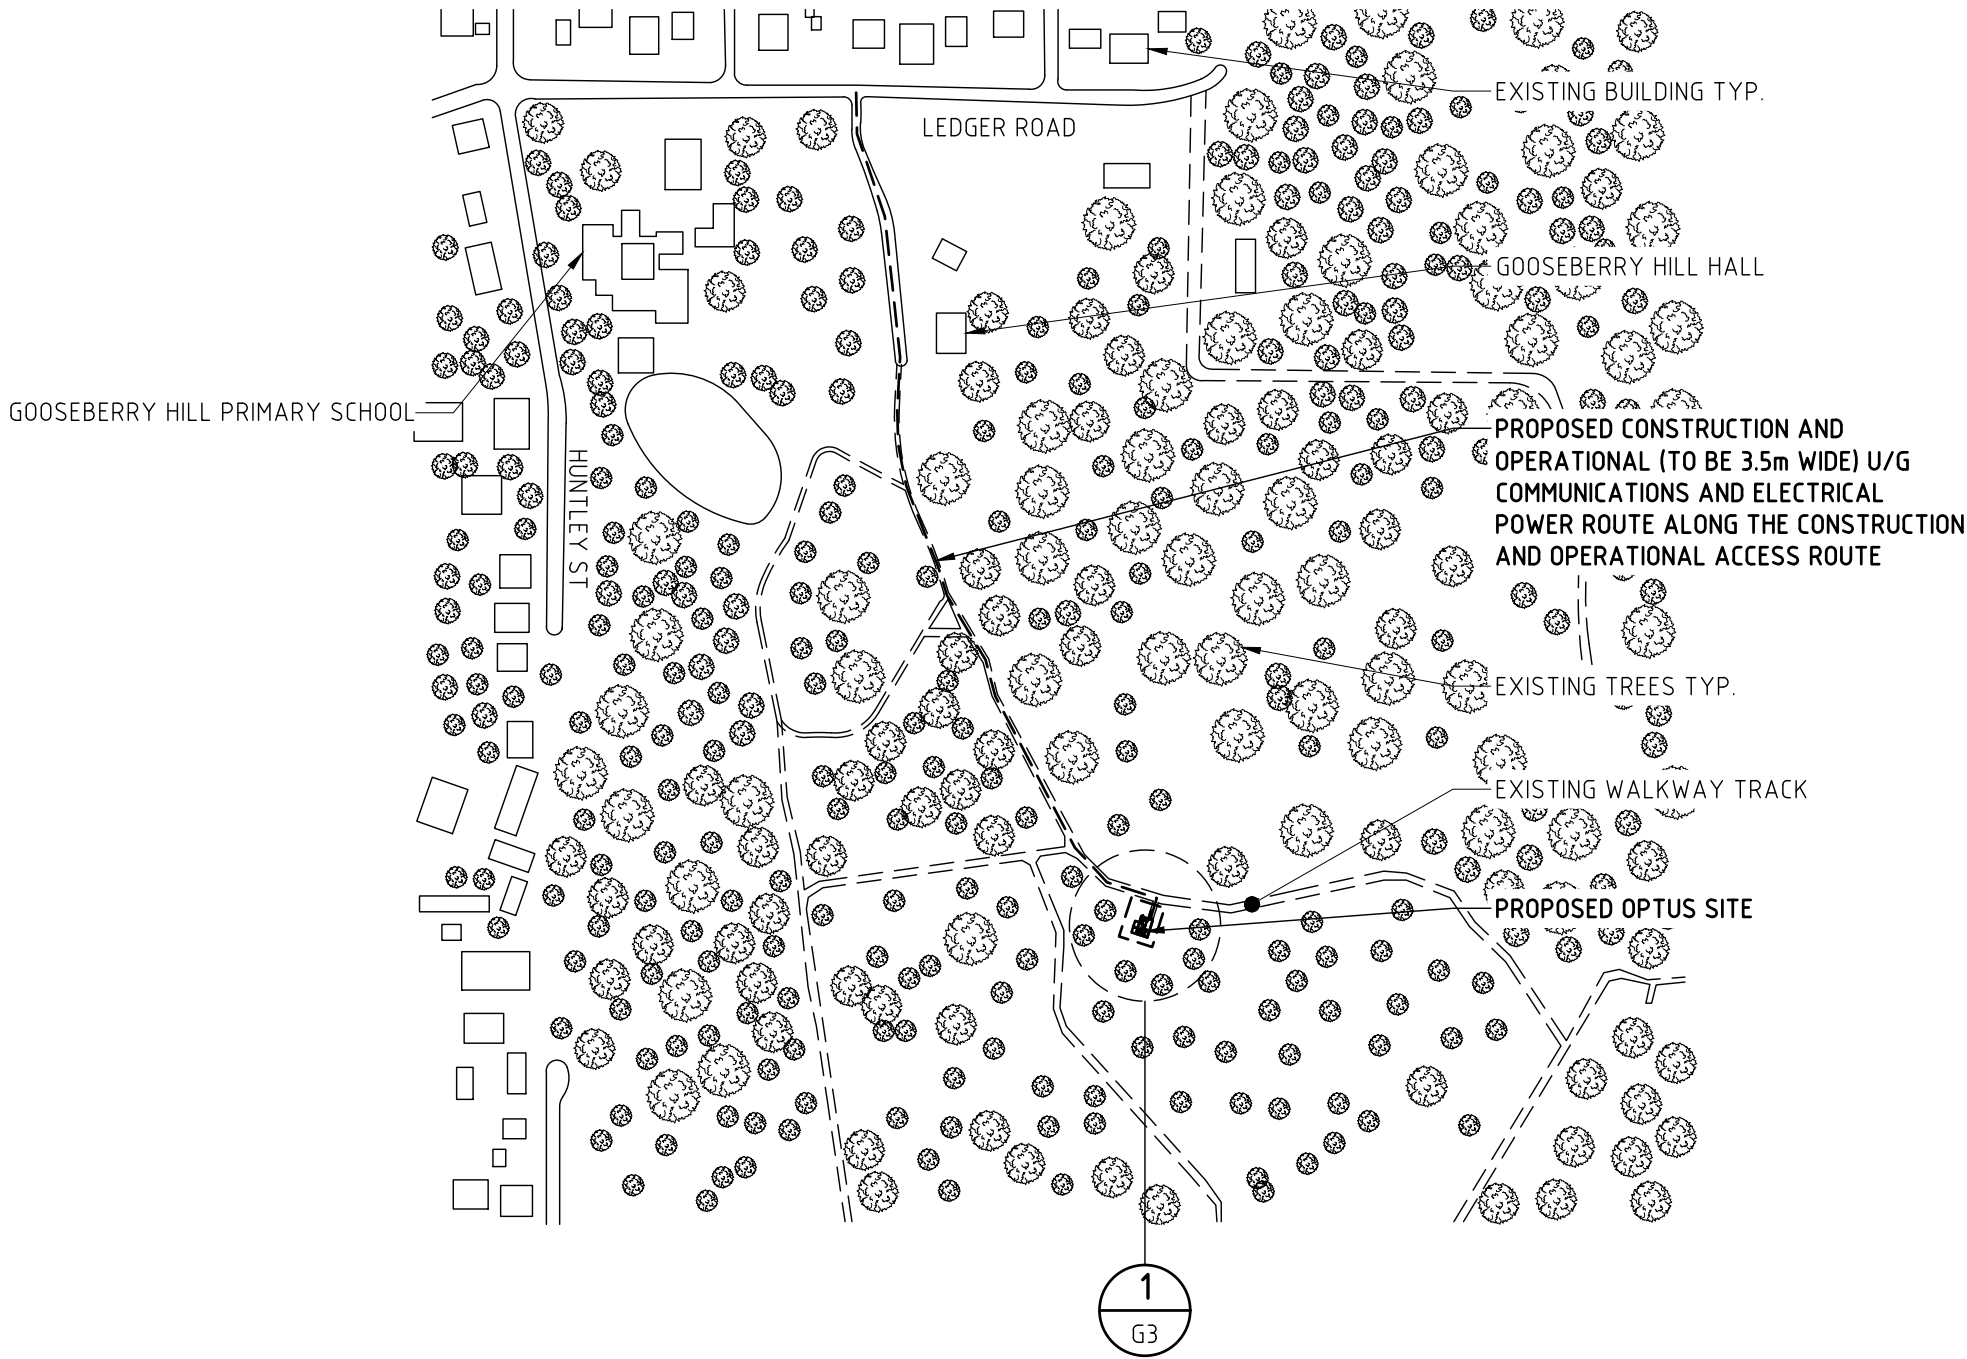 EXISTING BUILDING TYP.
LEDGER ROAD
GOOSEBERRY HILL HALL
GOOSEBERRY HILL PRIMARY SCHOOL
PROPOSED CONSTRUCTION AND
OPERATIONAL (TO BE 3.5m WIDE) U/G
COMMUNICATIONS AND ELECTRICAL
POWER ROUTE ALONG THE CONSTRUCTION
AND OPERATIONAL ACCESS ROUTE
HUNTLEY ST
EXISTING TREES TYP.
EXISTING WALKWAY TRACK
PROPOSED OPTUS SITE
1
G3